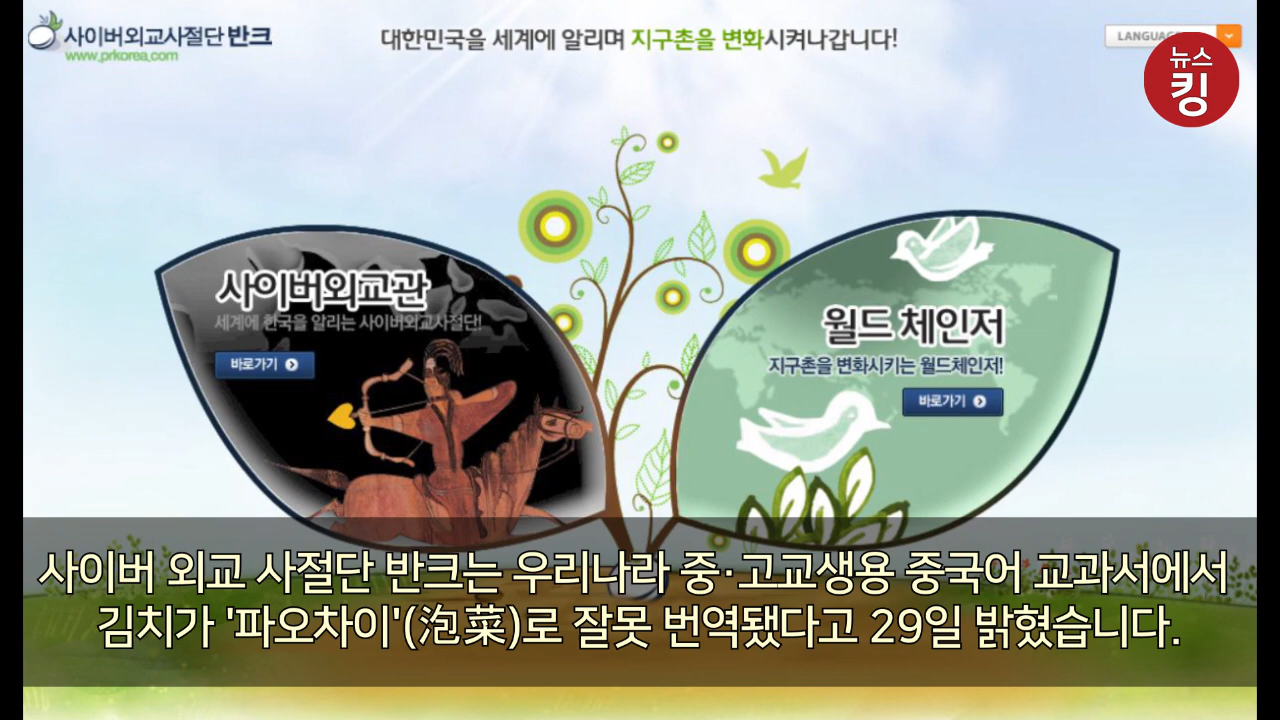 사이버외교사절단 반크
www.prkorea.com
대한민국을 세계에 알리며 지구촌을 변화시켜나갑니다!
뉴스
킹
사이버외교관
세계에 한국을 알리는 사이버외교사절단!
바로가기
월드 체인저
지구촌을 변화시키는 월드체인저!
바로가기
사이버 외교 사절단 반크는 우리나라 중·고교생용 중국어 교과서에서
김치가 '파오차이'(泡菜)로 잘못 번역됐다고 29일 밝혔습니다.